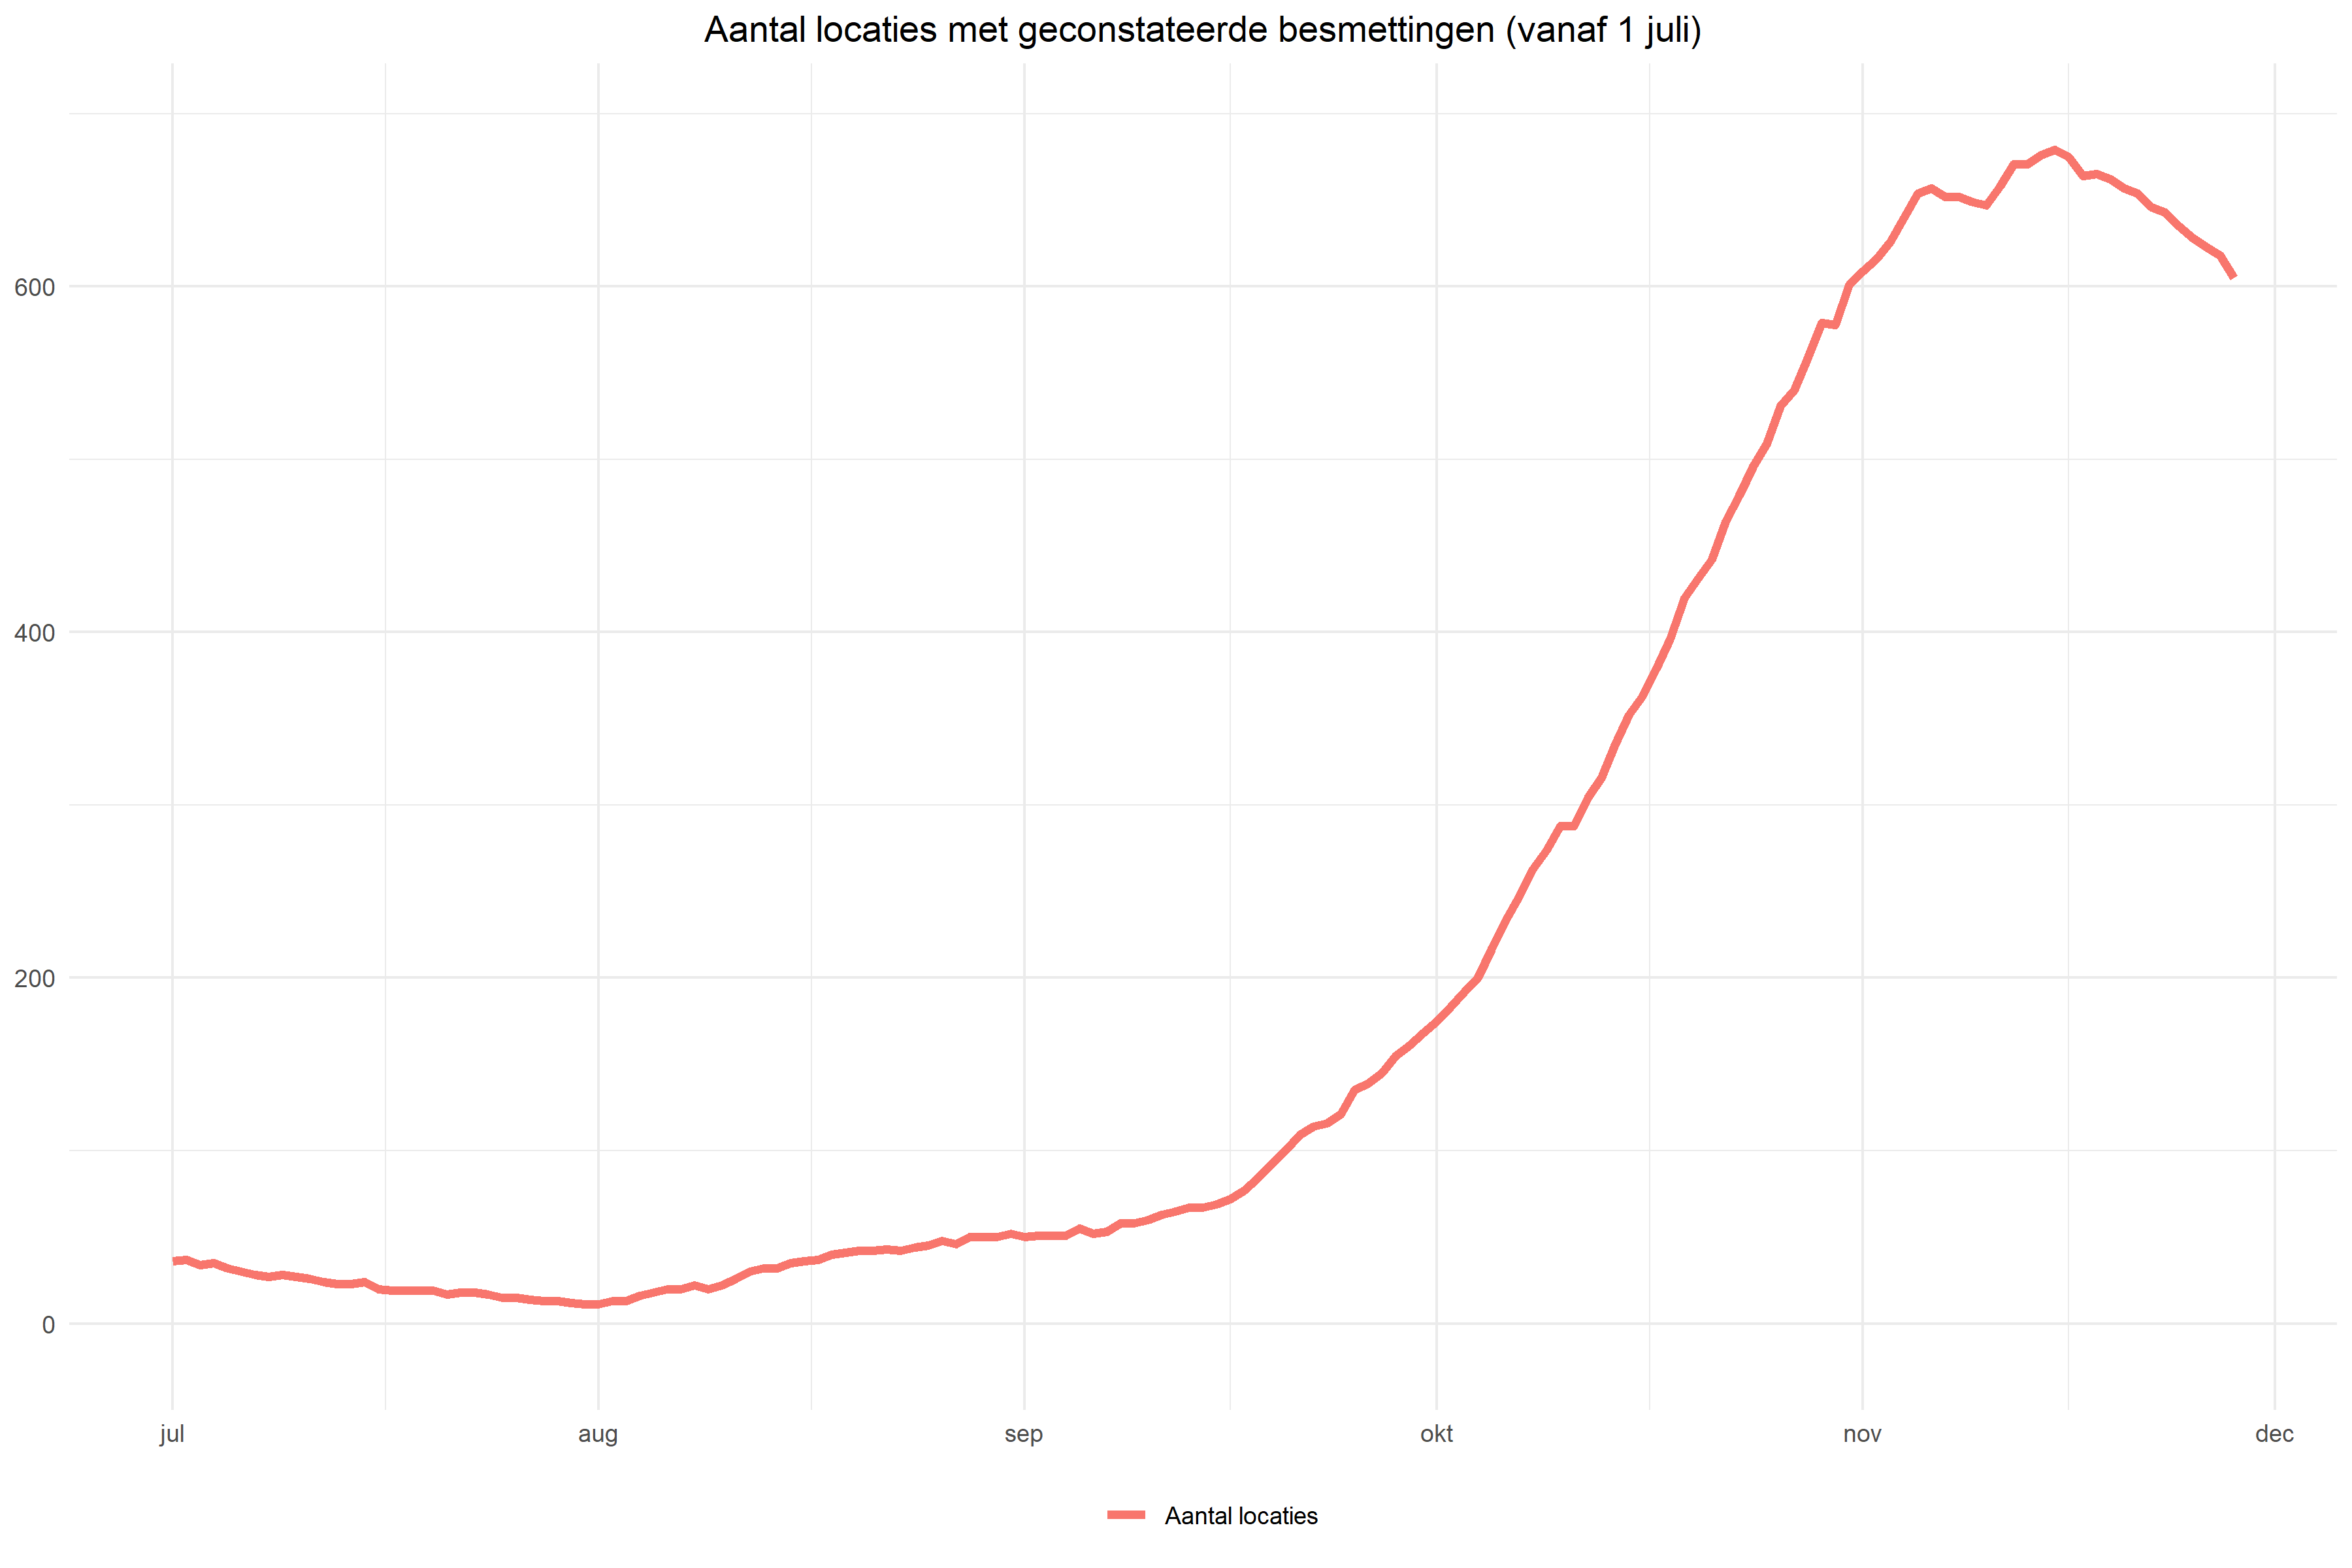 Aantal locaties met geconstateerde besmettingen (vanaf 1 juli)
600
400
200
0
jul aug sep okt nov dec
Aantal locaties